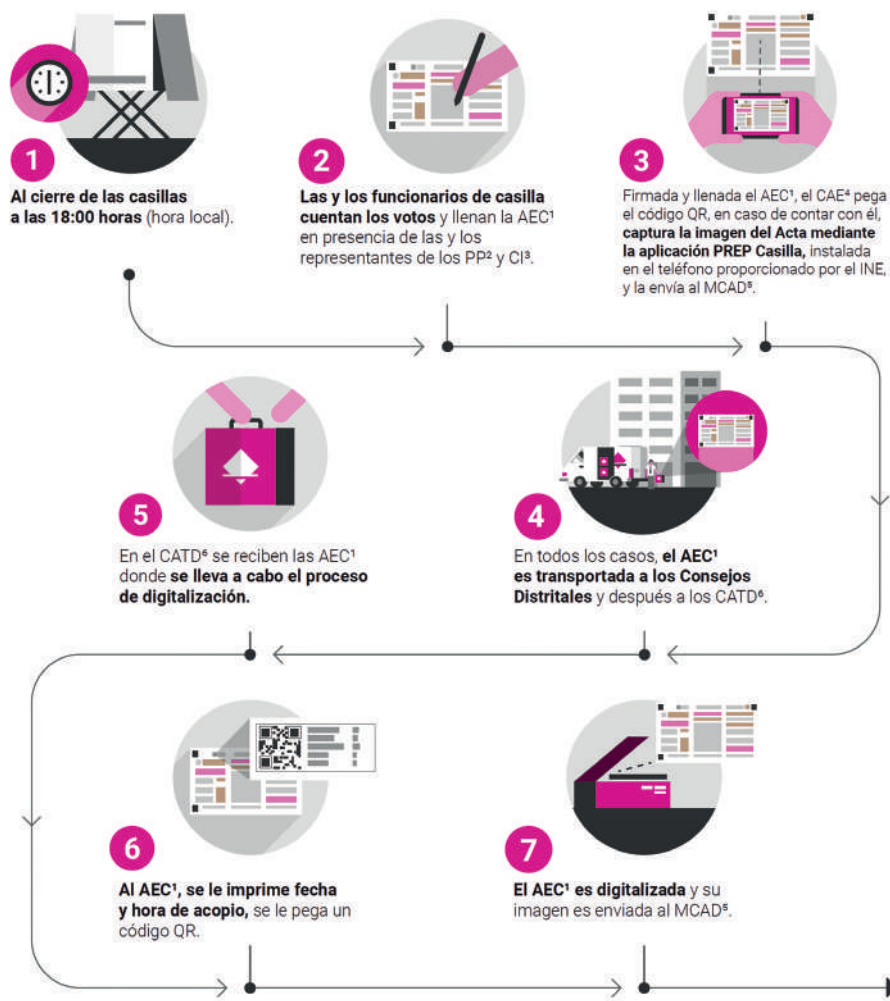 1
Al cierre de las casillas
a las 18:00 horas (hora local).
2
Las y los funcionarios de casilla
cuentan los votos y llenan la AEC¹
en presencia de las y los
representantes de los PP² y CI³.
3
Firmada y llenada el AEC¹, el CAE⁴ pega
el código QR, en caso de contar con él,
captura la imagen del Acta mediante
la aplicación PREP Casilla, instalada
en el teléfono proporcionado por el INE,
y la envía al MCAD⁵.
4
En todos los casos, el AEC¹
es transportada a los Consejos
Distritales y después a los CATD⁶.
5
En el CATD⁶ se reciben las AEC¹
donde se lleva a cabo el proceso
de digitalización.
6
Al AEC¹, se le imprime fecha
y hora de acopio, se le pega un
código QR.
7
El AEC¹ es digitalizada y su
imagen es enviada al MCAD⁵.